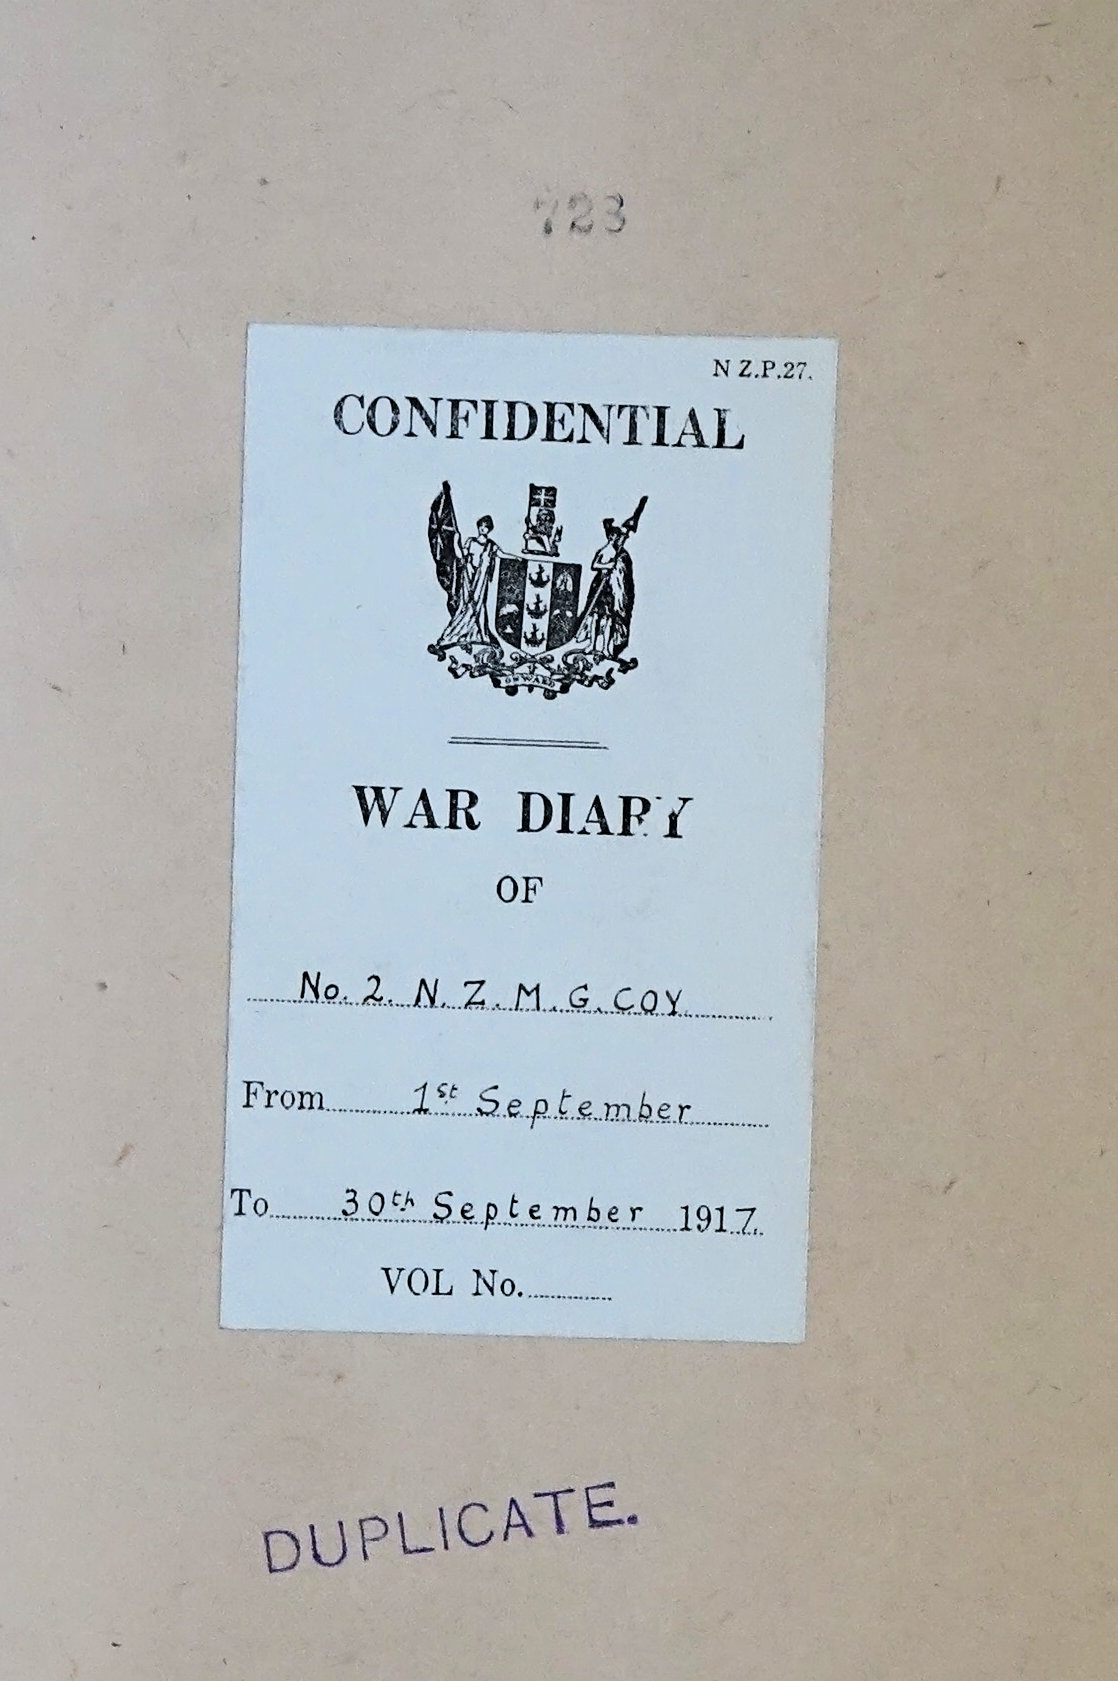 723
N Z.P.27.
CONFIDENTIAL
ONWARD
WAR DIARY
OF
No. 2. N. Z. M. G. COY.
From 1st September
To 30th September 1917.
VOL No.
DUPLICATE.